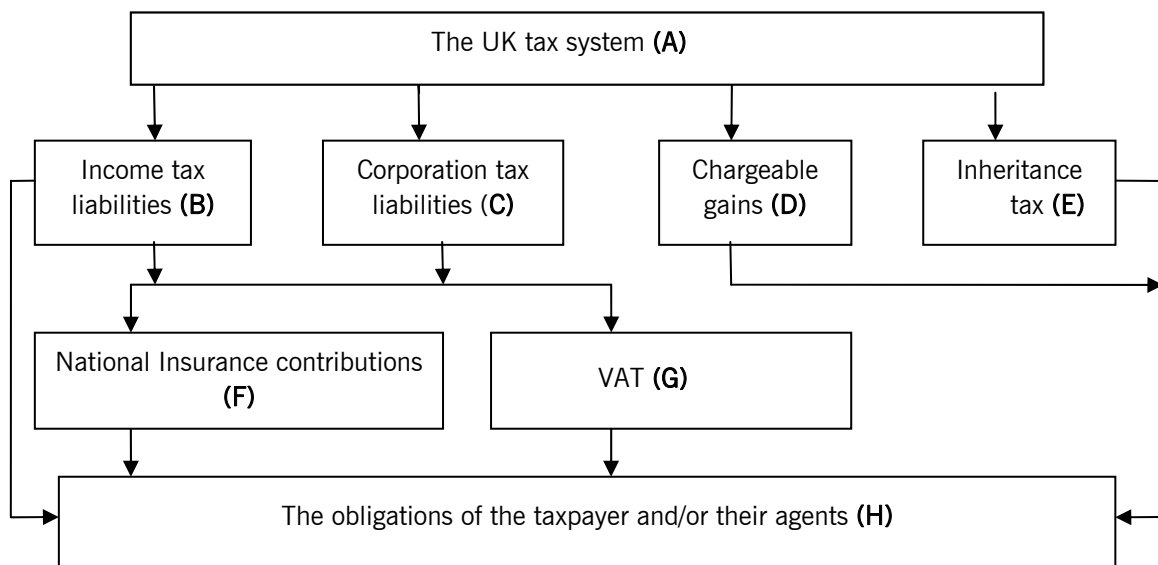 The UK tax system (A)
Income tax
liabilities (B)
Corporation tax
liabilities (C)
Chargeable
gains (D)
Inheritance
tax (E)
National Insurance contributions
(F)
VAT (G)
The obligations of the taxpayer and/or their agents (H)